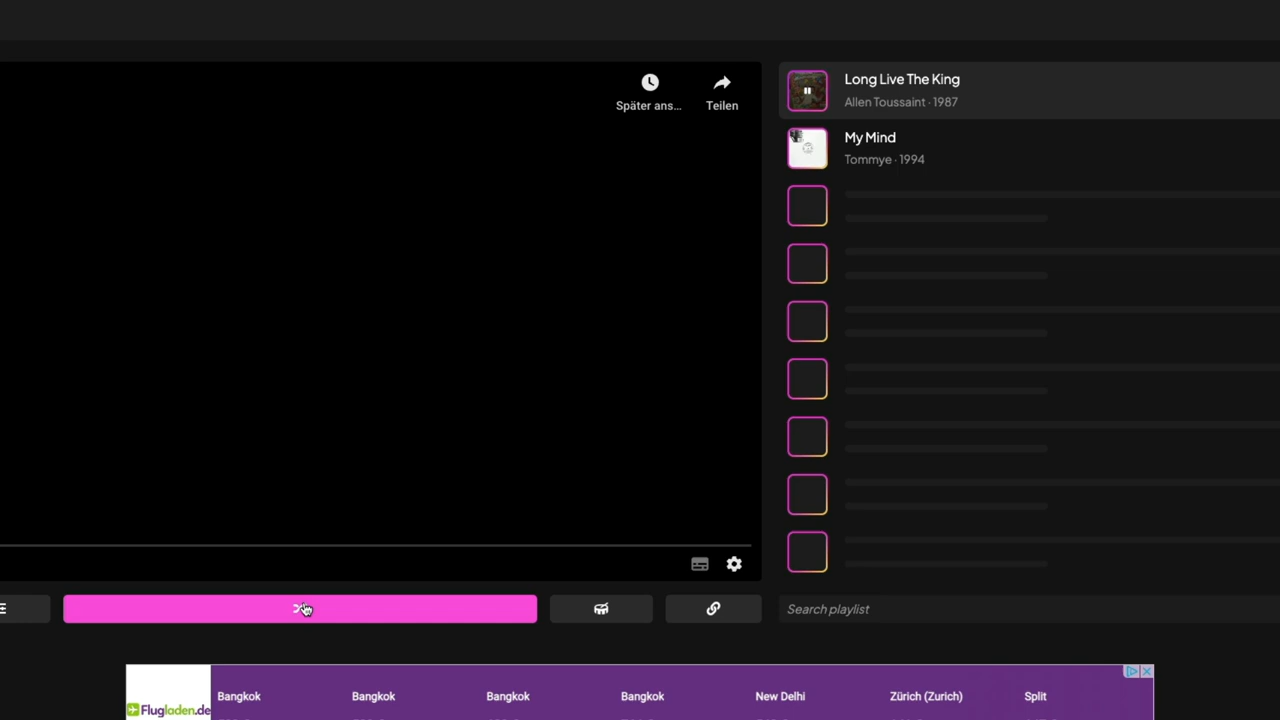 Später ans...
Teilen
Long Live The King
Allen Toussaint · 1987
My Mind
Tommye · 1994
Search playlist
Flugladen.de
Bangkok
Bangkok
Bangkok
Bangkok
New Delhi
Zürich (Zurich)
Split